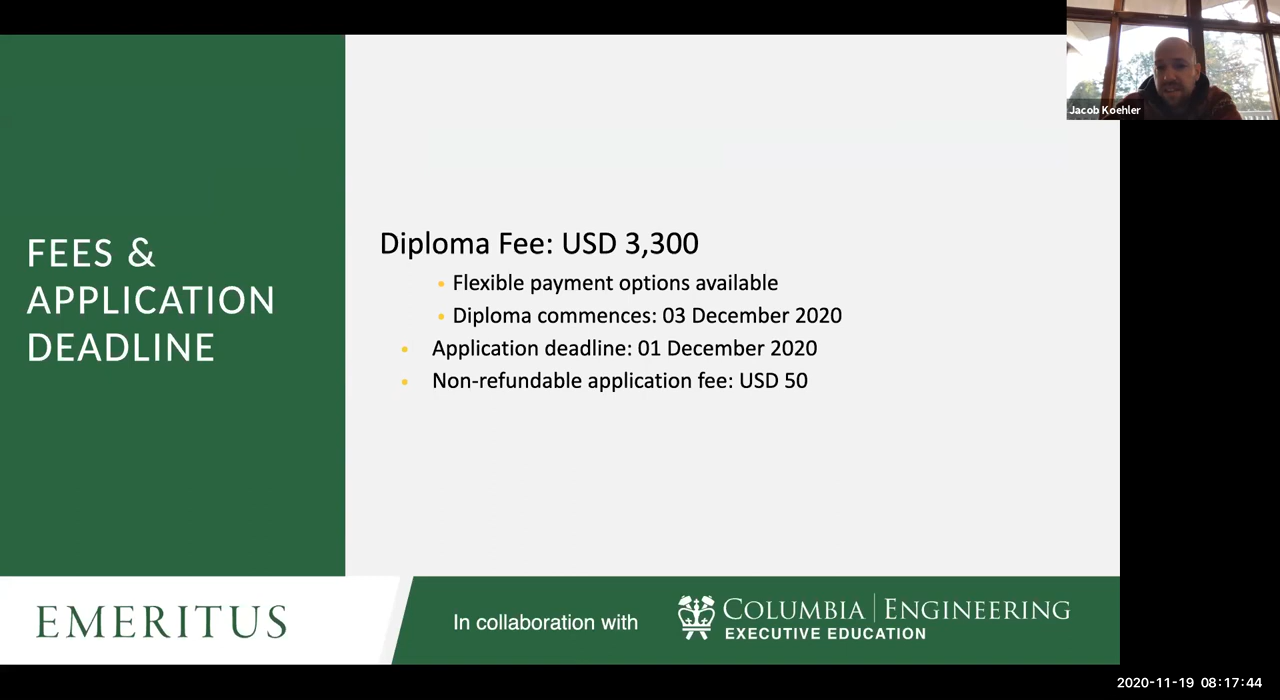 Jacob Koehler
FEES &
APPLICATION
DEADLINE
Diploma Fee: USD 3,300
• Flexible payment options available
• Diploma commences: 03 December 2020
• Application deadline: 01 December 2020
• Non-refundable application fee: USD 50
EMERITUS
In collaboration with
COLUMBIA | ENGINEERING
EXECUTIVE EDUCATION
2020-11-19 08:17:44